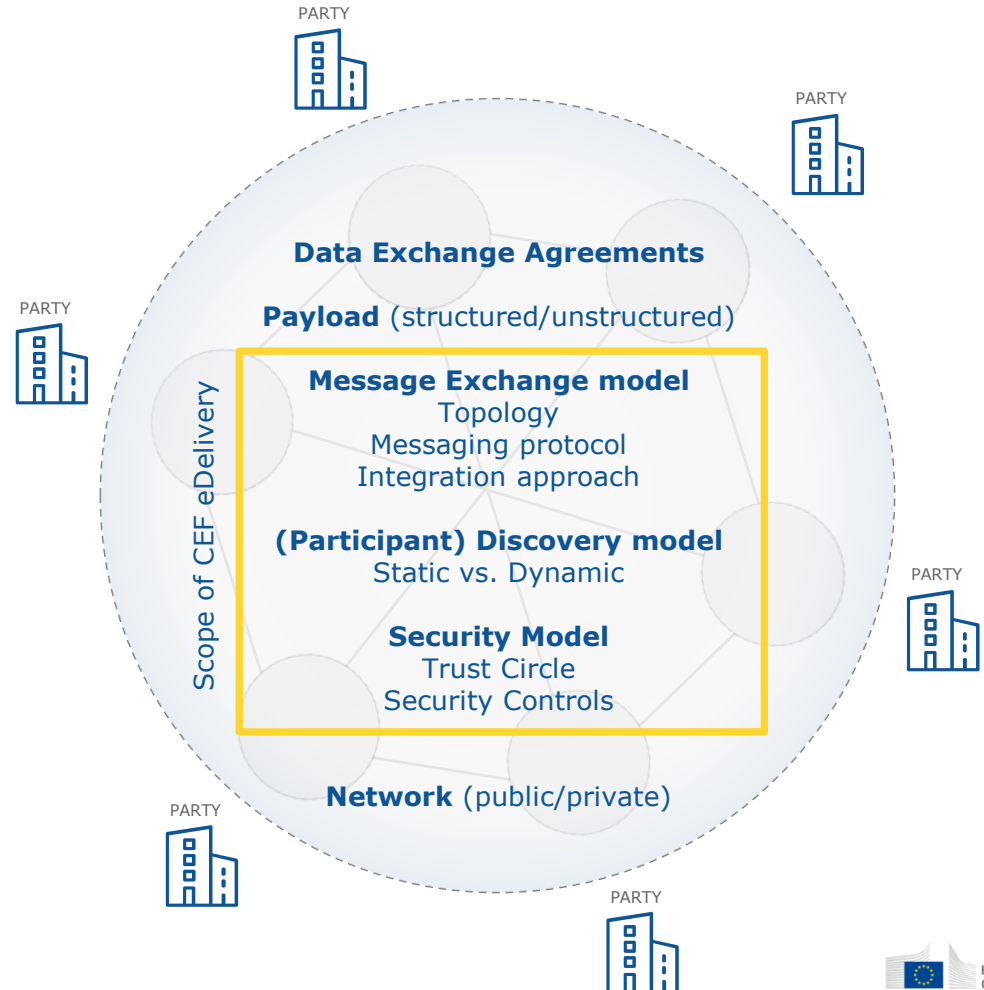 PARTY
PARTY
Data Exchange Agreements
Payload (structured/unstructured)
PARTY
Scope of CEF eDelivery
Message Exchange model
Topology
Messaging protocol
Integration approach
(Participant) Discovery model
Static vs. Dynamic
PARTY
Security Model
Trust Circle
Security Controls
Network (public/private)
PARTY
PARTY